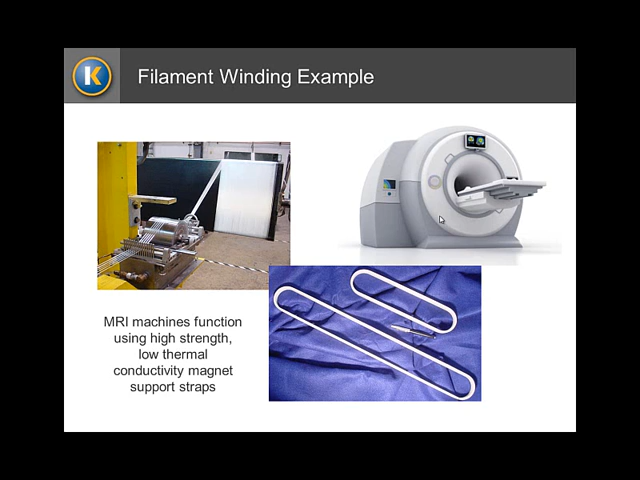 K
Filament Winding Example
MRI machines function
using high strength,
low thermal
conductivity magnet
support straps